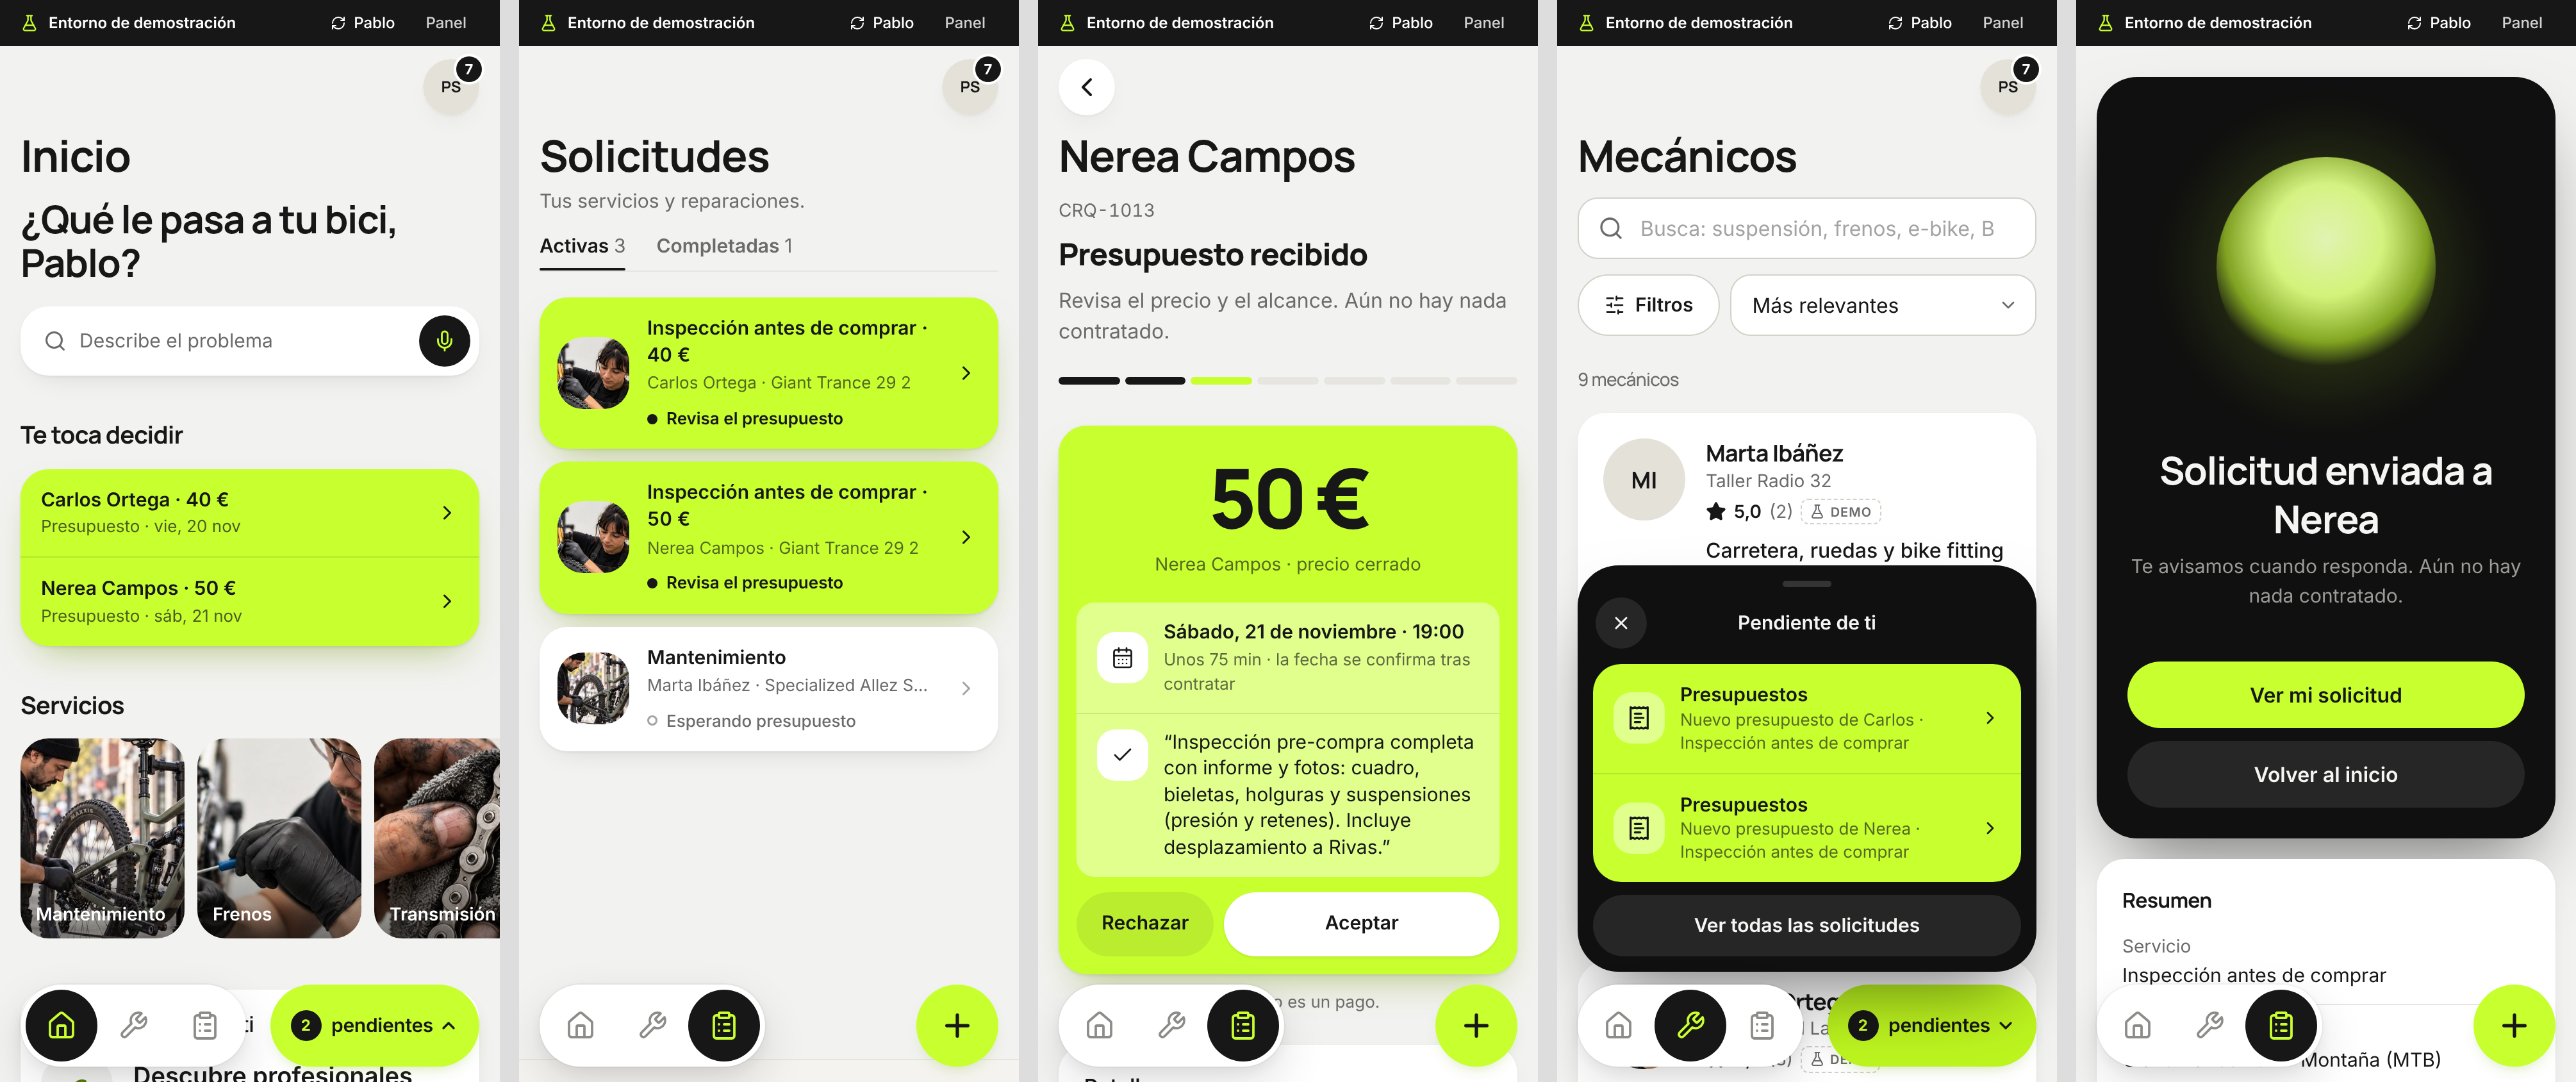 Entorno de demostración
Pablo
Panel
PS
7
Inicio
¿Qué le pasa a tu bici,
Pablo?
Describe el problema
Te toca decidir
Carlos Ortega · 40 €
Presupuesto · vie, 20 nov
Nerea Campos · 50 €
Presupuesto · sáb, 21 nov
Servicios
Mantenimiento
Frenos
Transmisión
ti
2 pendientes
Descubre profesionales
Entorno de demostración
Pablo
Panel
PS
7
Solicitudes
Tus servicios y reparaciones.
Activas 3
Completadas 1
Inspección antes de comprar ·
40 €
Carlos Ortega · Giant Trance 29 2
Revisa el presupuesto
Inspección antes de comprar ·
50 €
Nerea Campos · Giant Trance 29 2
Revisa el presupuesto
Mantenimiento
Marta Ibáñez · Specialized Allez S...
Esperando presupuesto
Entorno de demostración
Pablo
Panel
Nerea Campos
CRQ-1013
Presupuesto recibido
Revisa el precio y el alcance. Aún no hay nada
contratado.
50 €
Nerea Campos · precio cerrado
Sábado, 21 de noviembre · 19:00
Unos 75 min · la fecha se confirma tras
contratar
“Inspección pre-compra completa
con informe y fotos: cuadro,
bieletas, holguras y suspensiones
(presión y retenes). Incluye
desplazamiento a Rivas.”
Rechazar
Aceptar
es un pago.
Entorno de demostración
Pablo
Panel
PS
7
Mecánicos
Busca: suspensión, frenos, e-bike, B
Filtros
Más relevantes
9 mecánicos
MI
Marta Ibáñez
Taller Radio 32
5,0 (2)
DEMO
Carretera, ruedas y bike fitting
Pendiente de ti
Presupuestos
Nuevo presupuesto de Carlos ·
Inspección antes de comprar
Presupuestos
Nuevo presupuesto de Nerea ·
Inspección antes de comprar
Ver todas las solicitudes
2 pendientes
Entorno de demostración
Pablo
Panel
Solicitud enviada a
Nerea
Te avisamos cuando responda. Aún no hay
nada contratado.
Ver mi solicitud
Volver al inicio
Resumen
Servicio
Inspección antes de comprar
Montaña (MTB)